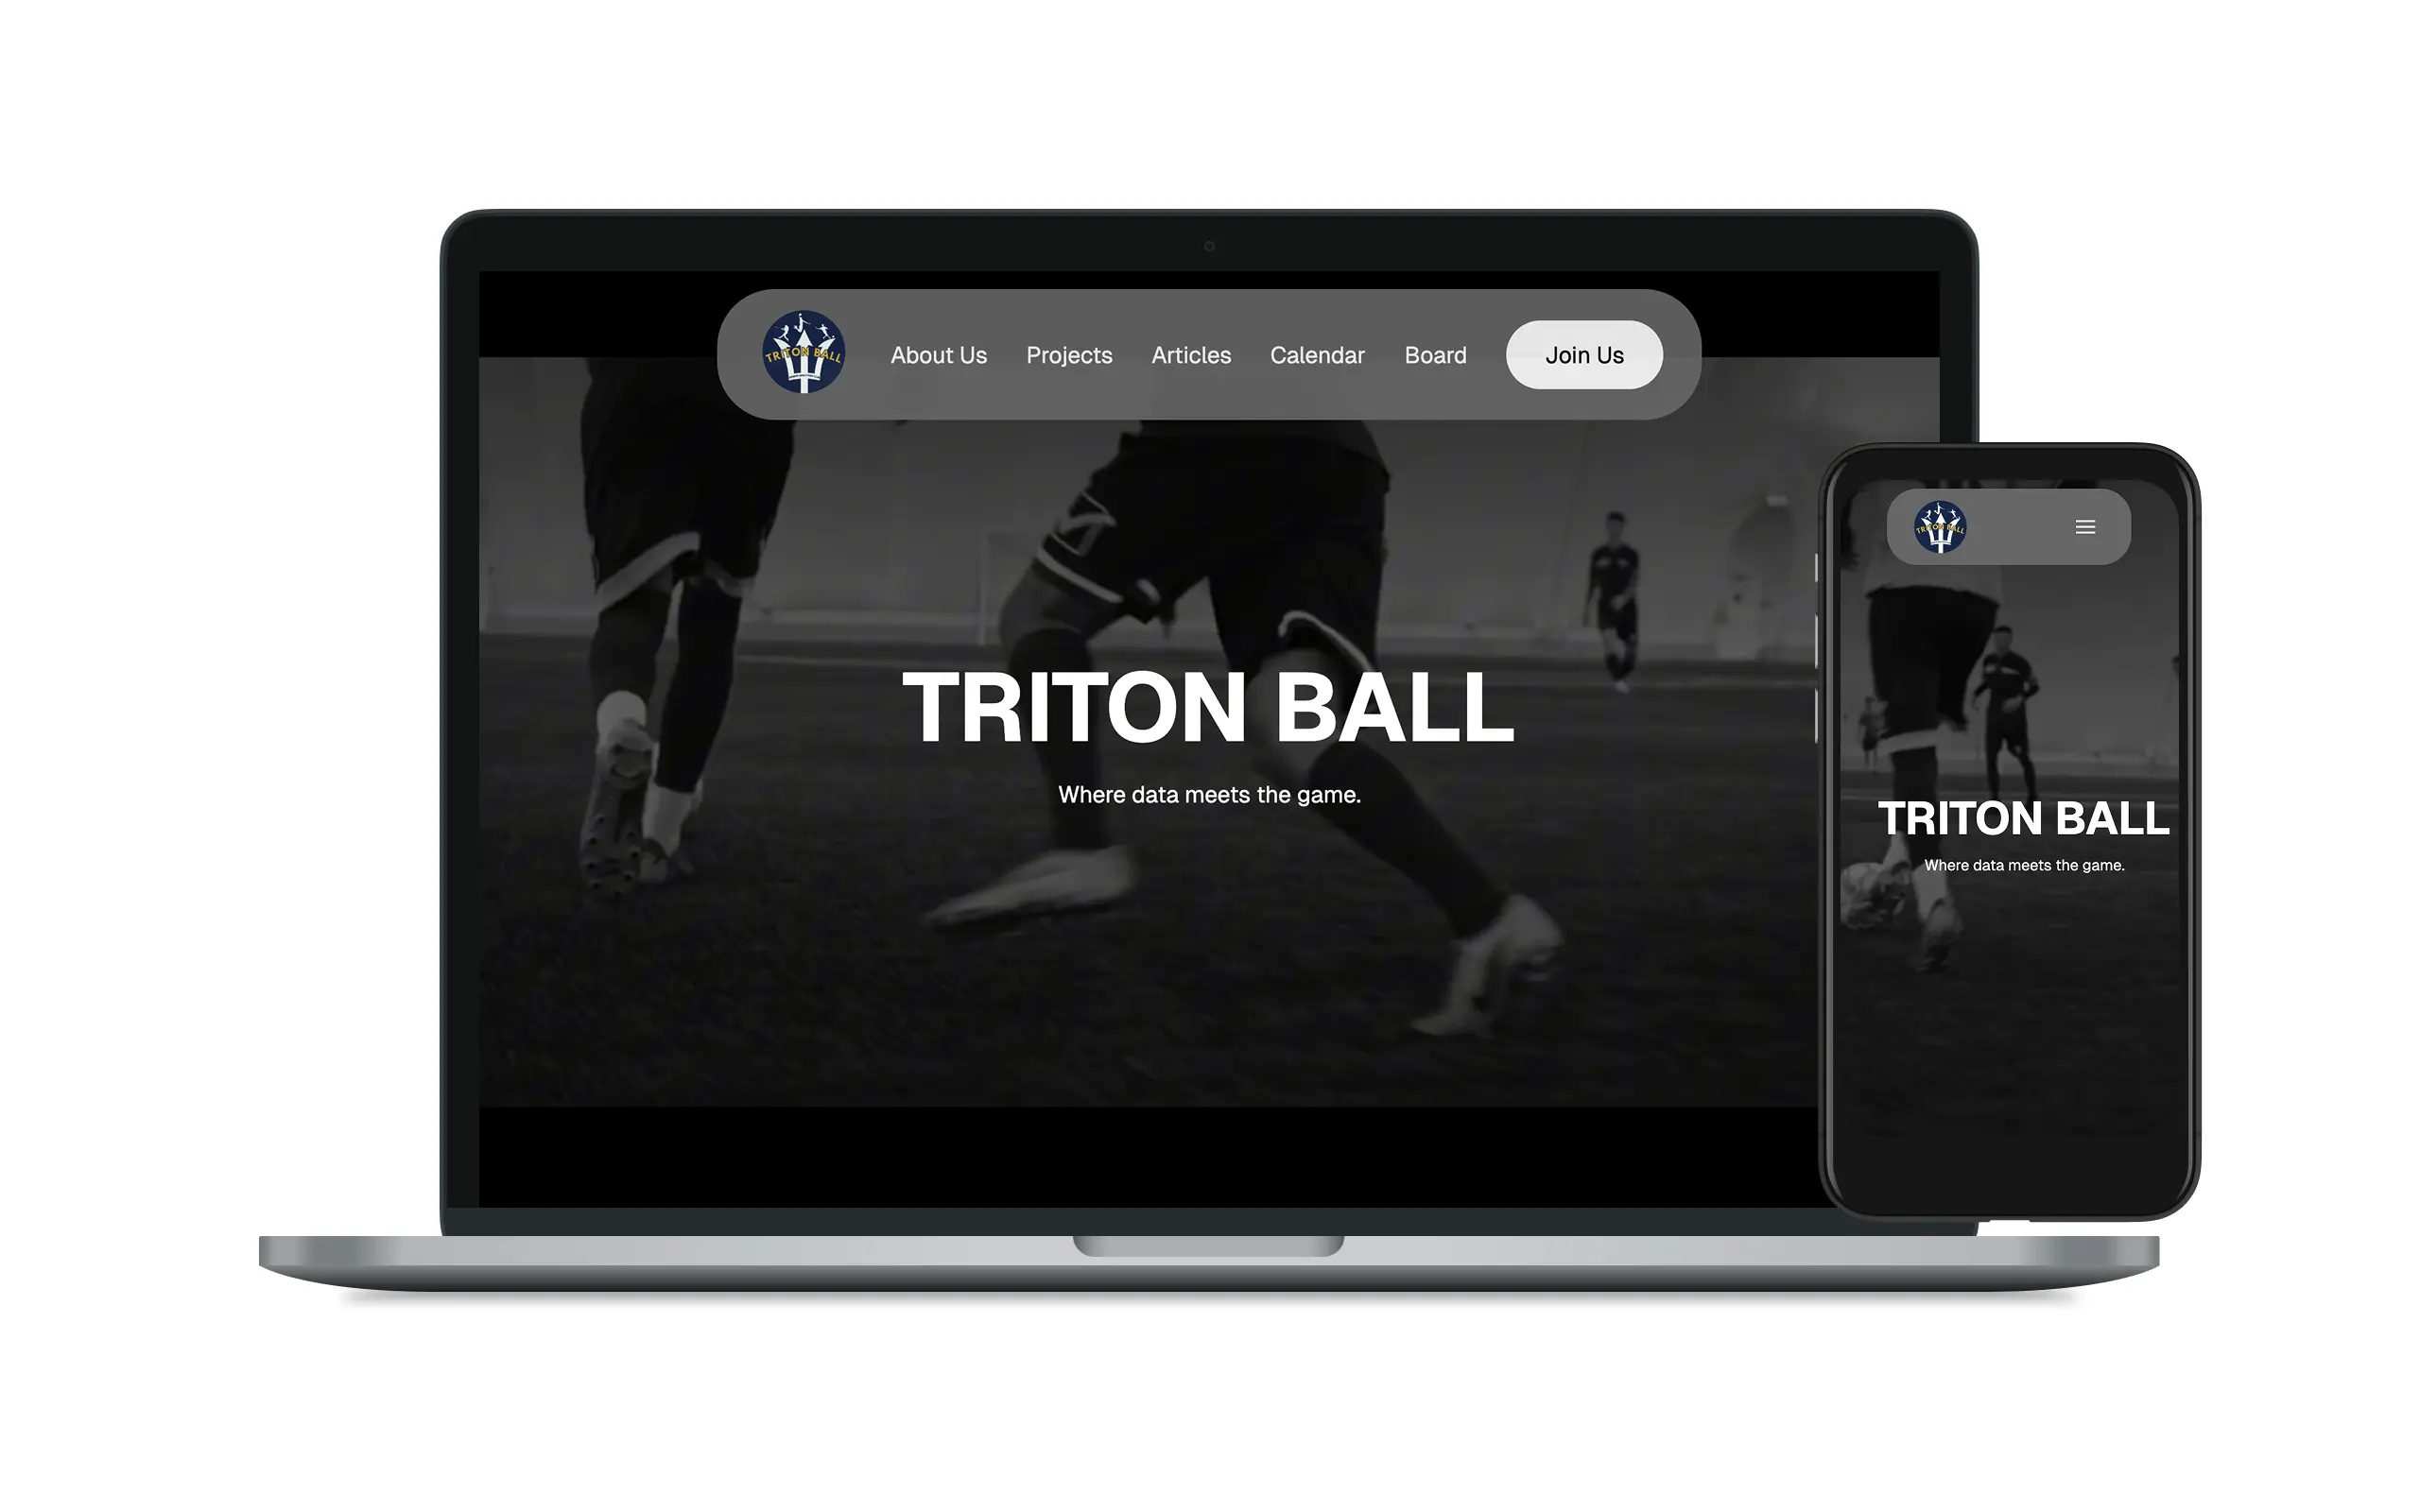 TRITON BALL
About Us Projects Articles Calendar Board Join Us
TRITON BALL
Where data meets the game.
TRITON BALL
TRITON BALL
Where data meets the game.